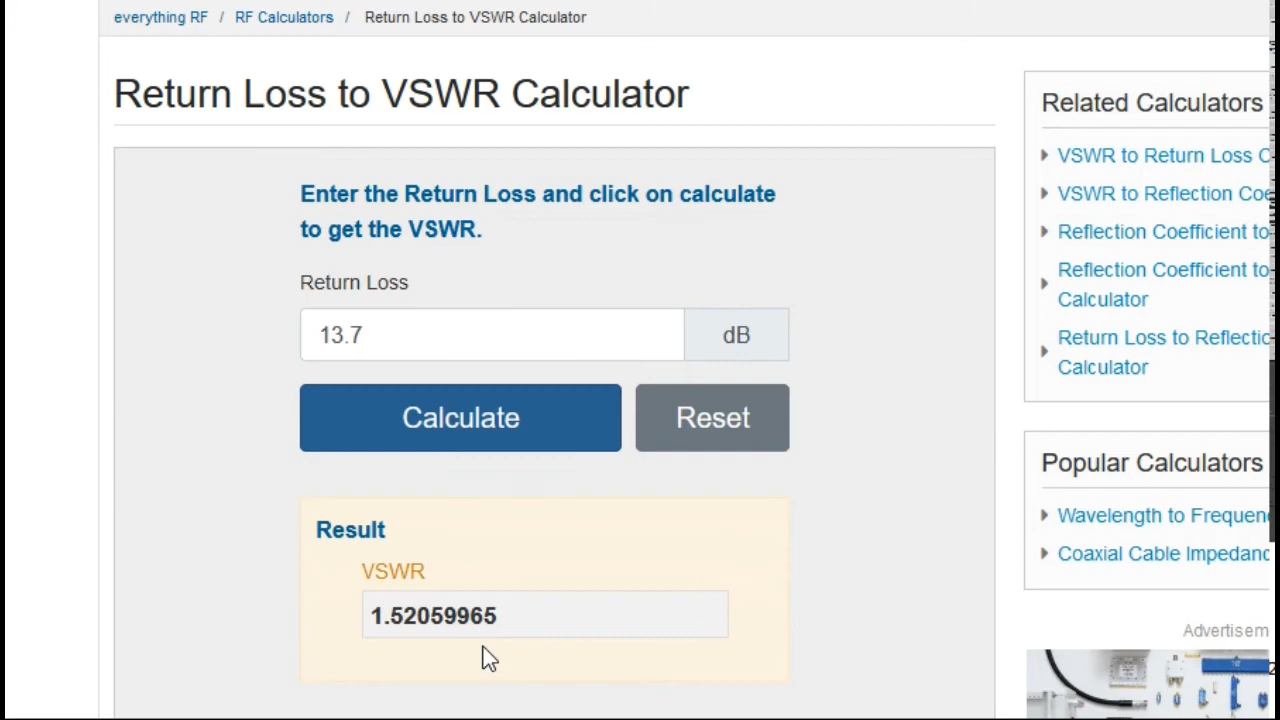 everything RF / RF Calculators / Return Loss to VSWR Calculator
Return Loss to VSWR Calculator
Enter the Return Loss and click on calculate
to get the VSWR.
Return Loss
13.7 dB
Calculate Reset
Result
VSWR
1.52059965
Related Calculators
VSWR to Return Loss C
VSWR to Reflection Coe
Reflection Coefficient to
Reflection Coefficient to
Calculator
Return Loss to Reflectio
Calculator
Popular Calculators
Wavelength to Frequen
Coaxial Cable Impedanc
Advertisem